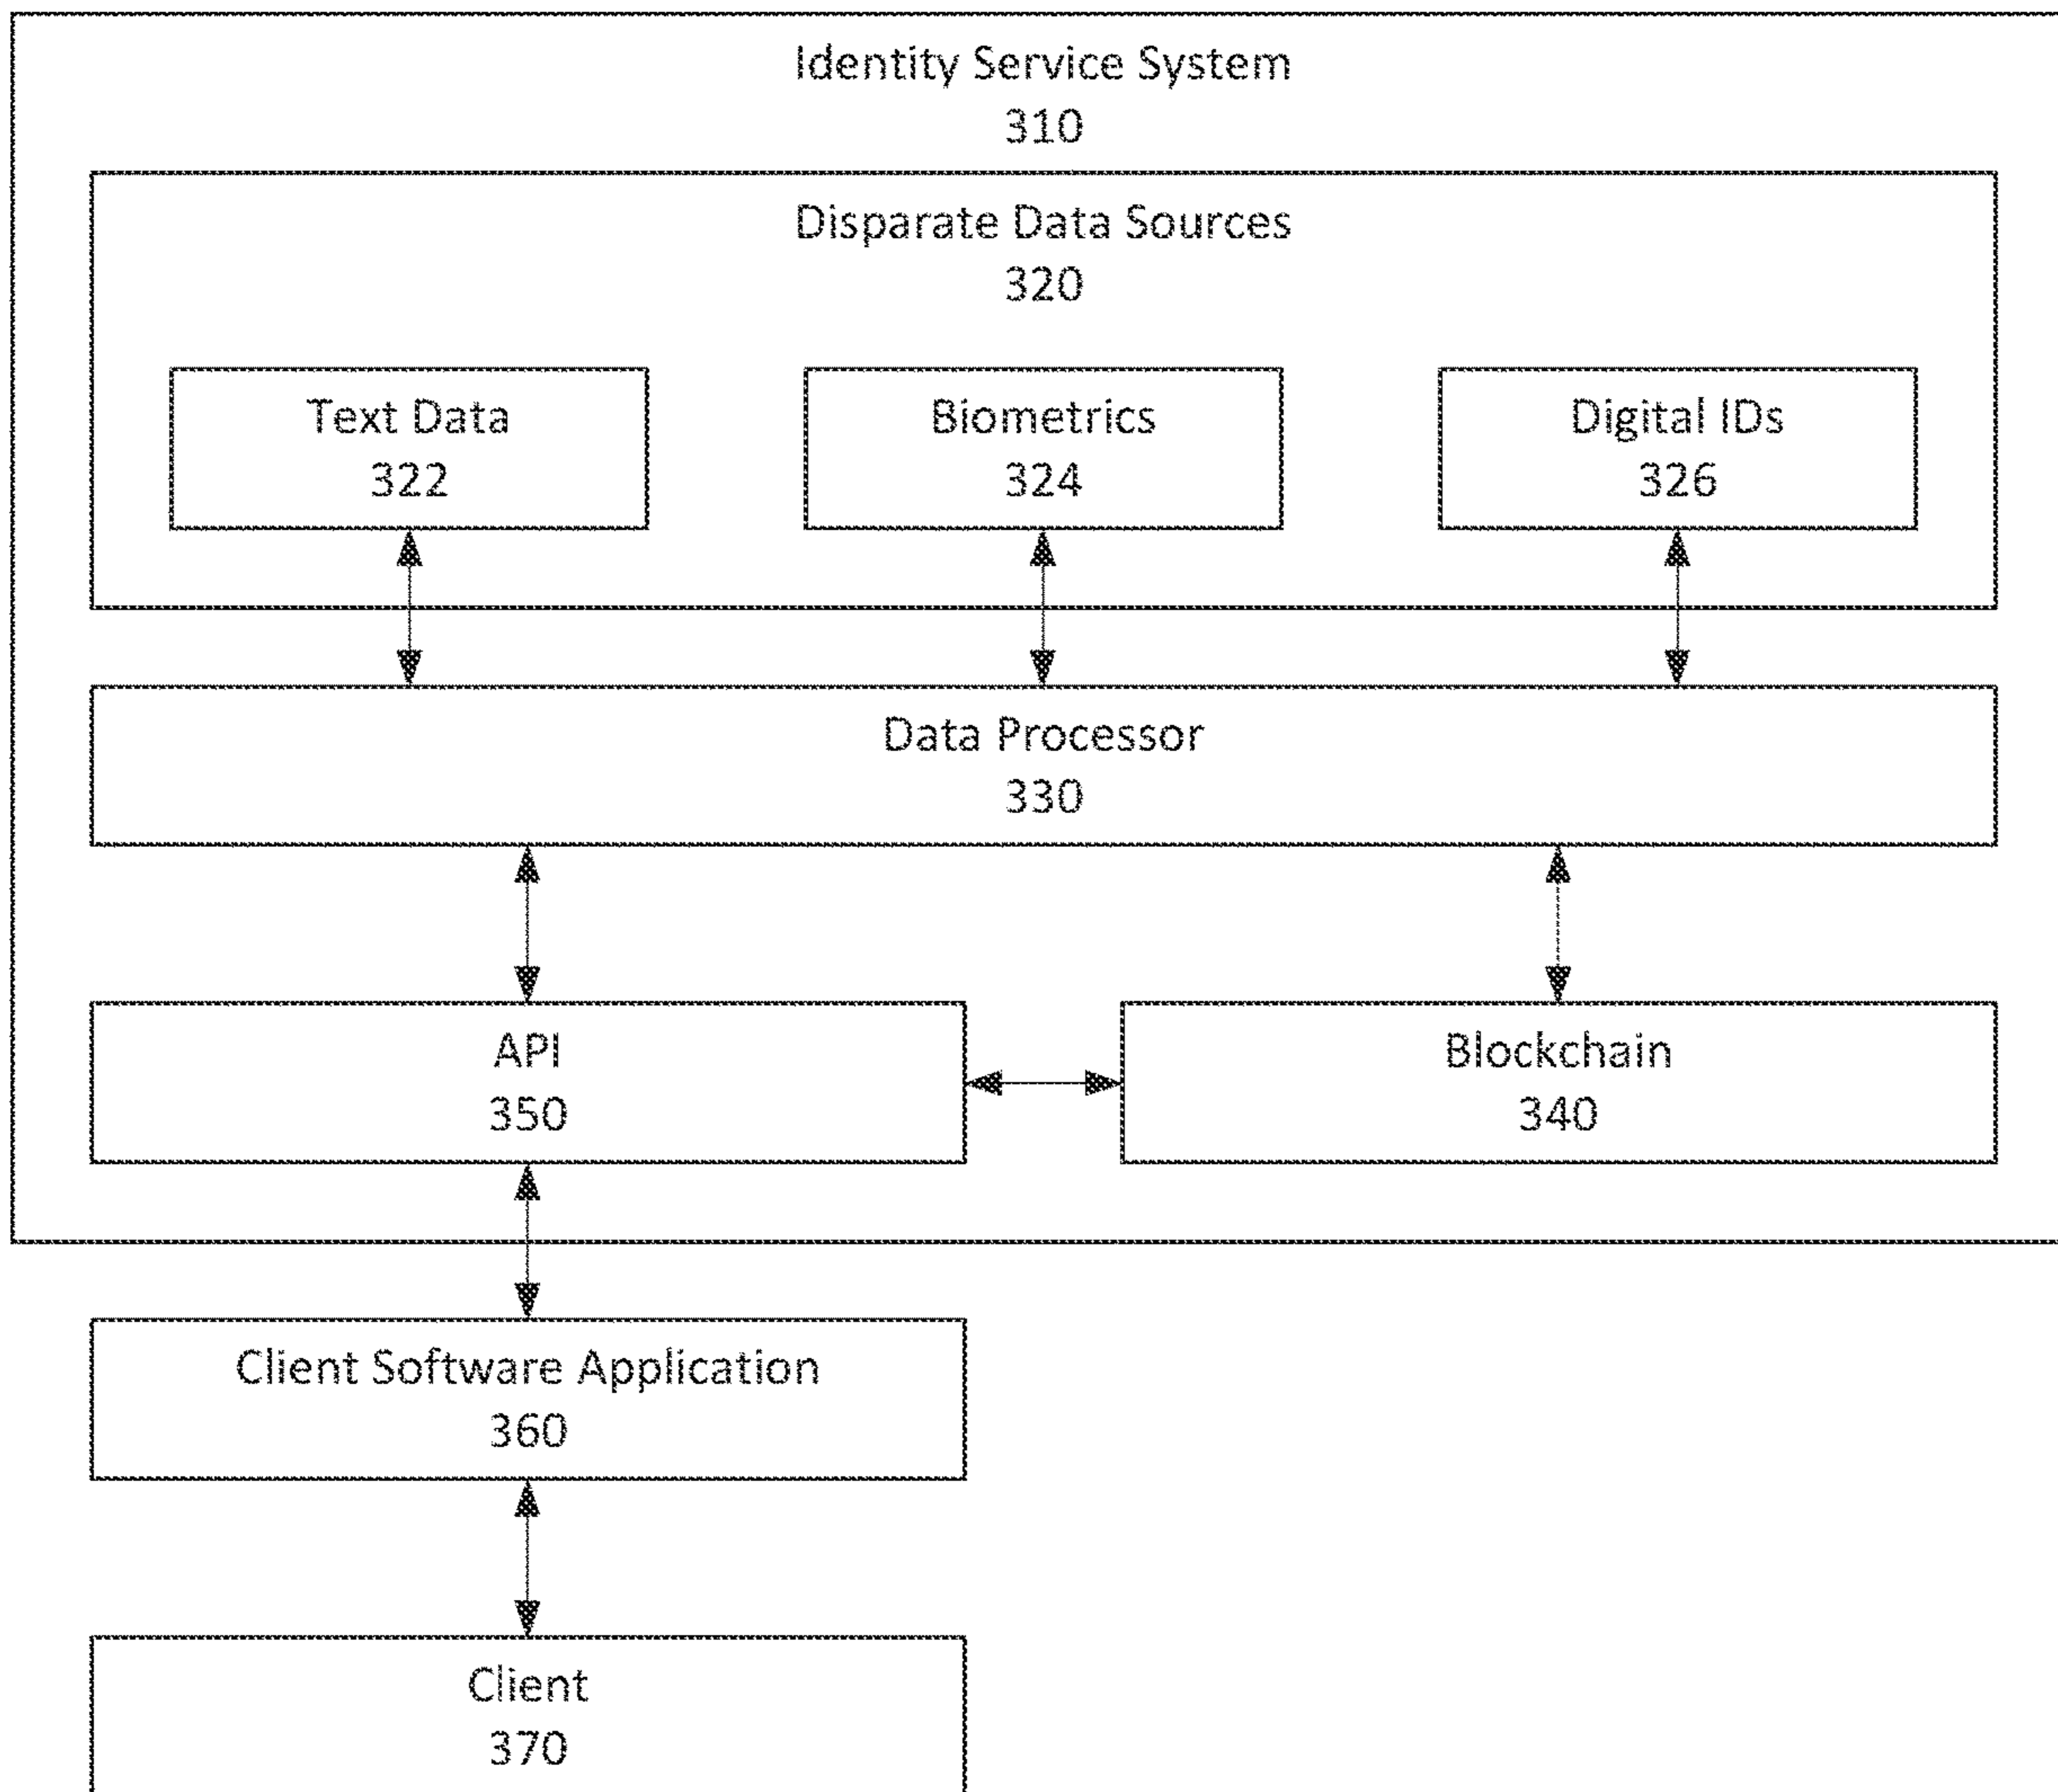 Identity Service System
310
Disparate Data Sources
320
Text Data
322
Biometrics
324
Digital IDs
326
Data Processor
330
API
350
Blockchain
340
Client Software Application
360
Client
370